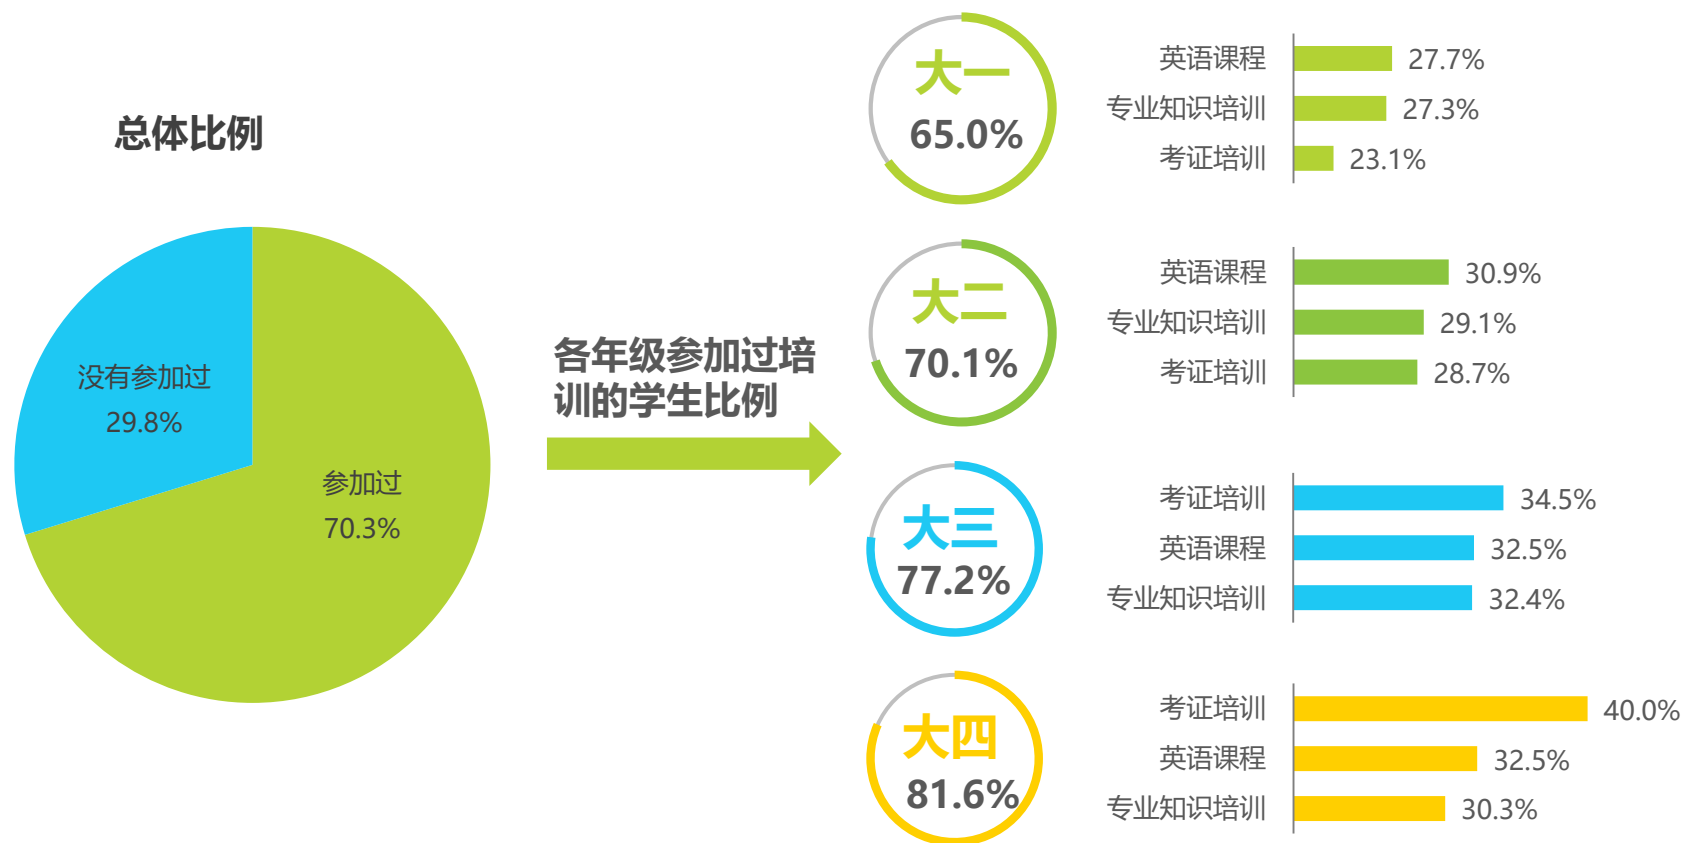 总体比例
没有参加过
29.8%
参加过
70.3%
各年级参加过培
训的学生比例
大一
65.0%
英语课程 27.7%
专业知识培训 27.3%
考证培训 23.1%
大二
70.1%
英语课程 30.9%
专业知识培训 29.1%
考证培训 28.7%
大三
77.2%
考证培训 34.5%
英语课程 32.5%
专业知识培训 32.4%
大四
81.6%
考证培训 40.0%
英语课程 32.5%
专业知识培训 30.3%